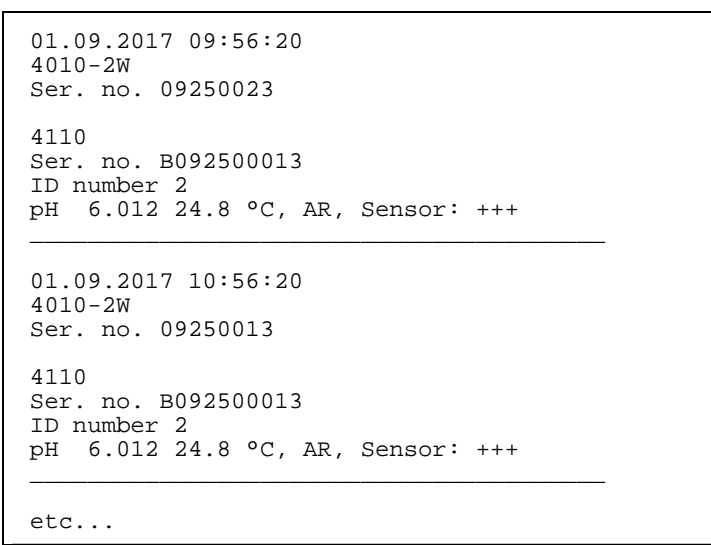 01.09.2017 09:56:20
4010-2W
Ser. no. 09250023
4110
Ser. no. B092500013
ID number 2
pH  6.012 24.8 °C, AR, Sensor: +++
________________________________________
01.09.2017 10:56:20
4010-2W
Ser. no. 09250013
4110
Ser. no. B092500013
ID number 2
pH  6.012 24.8 °C, AR, Sensor: +++
________________________________________
etc...